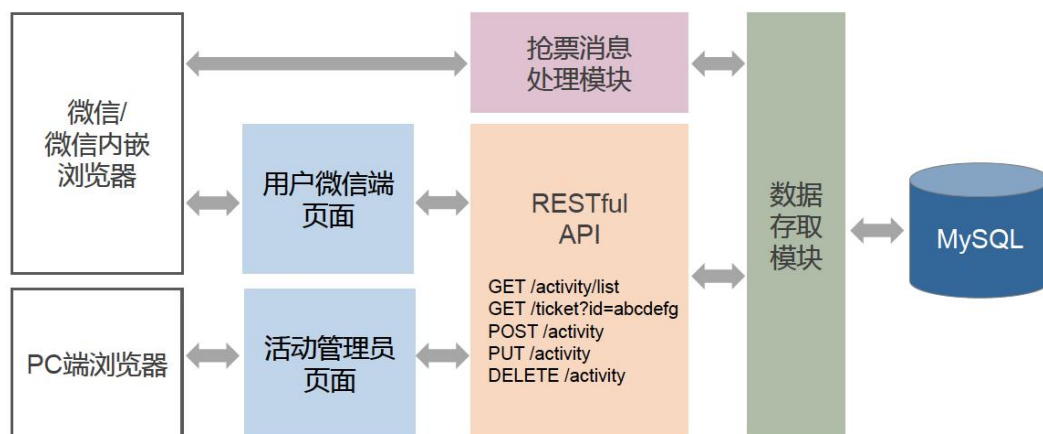 微信/
微信内嵌
浏览器
抢票消息
处理模块
用户微信端
页面
RESTful
API
GET /activity/list
GET /ticket?id=abcdefg
POST /activity
PUT /activity
DELETE /activity
数据
存取
模块
MySQL
PC端浏览器
活动管理员
页面